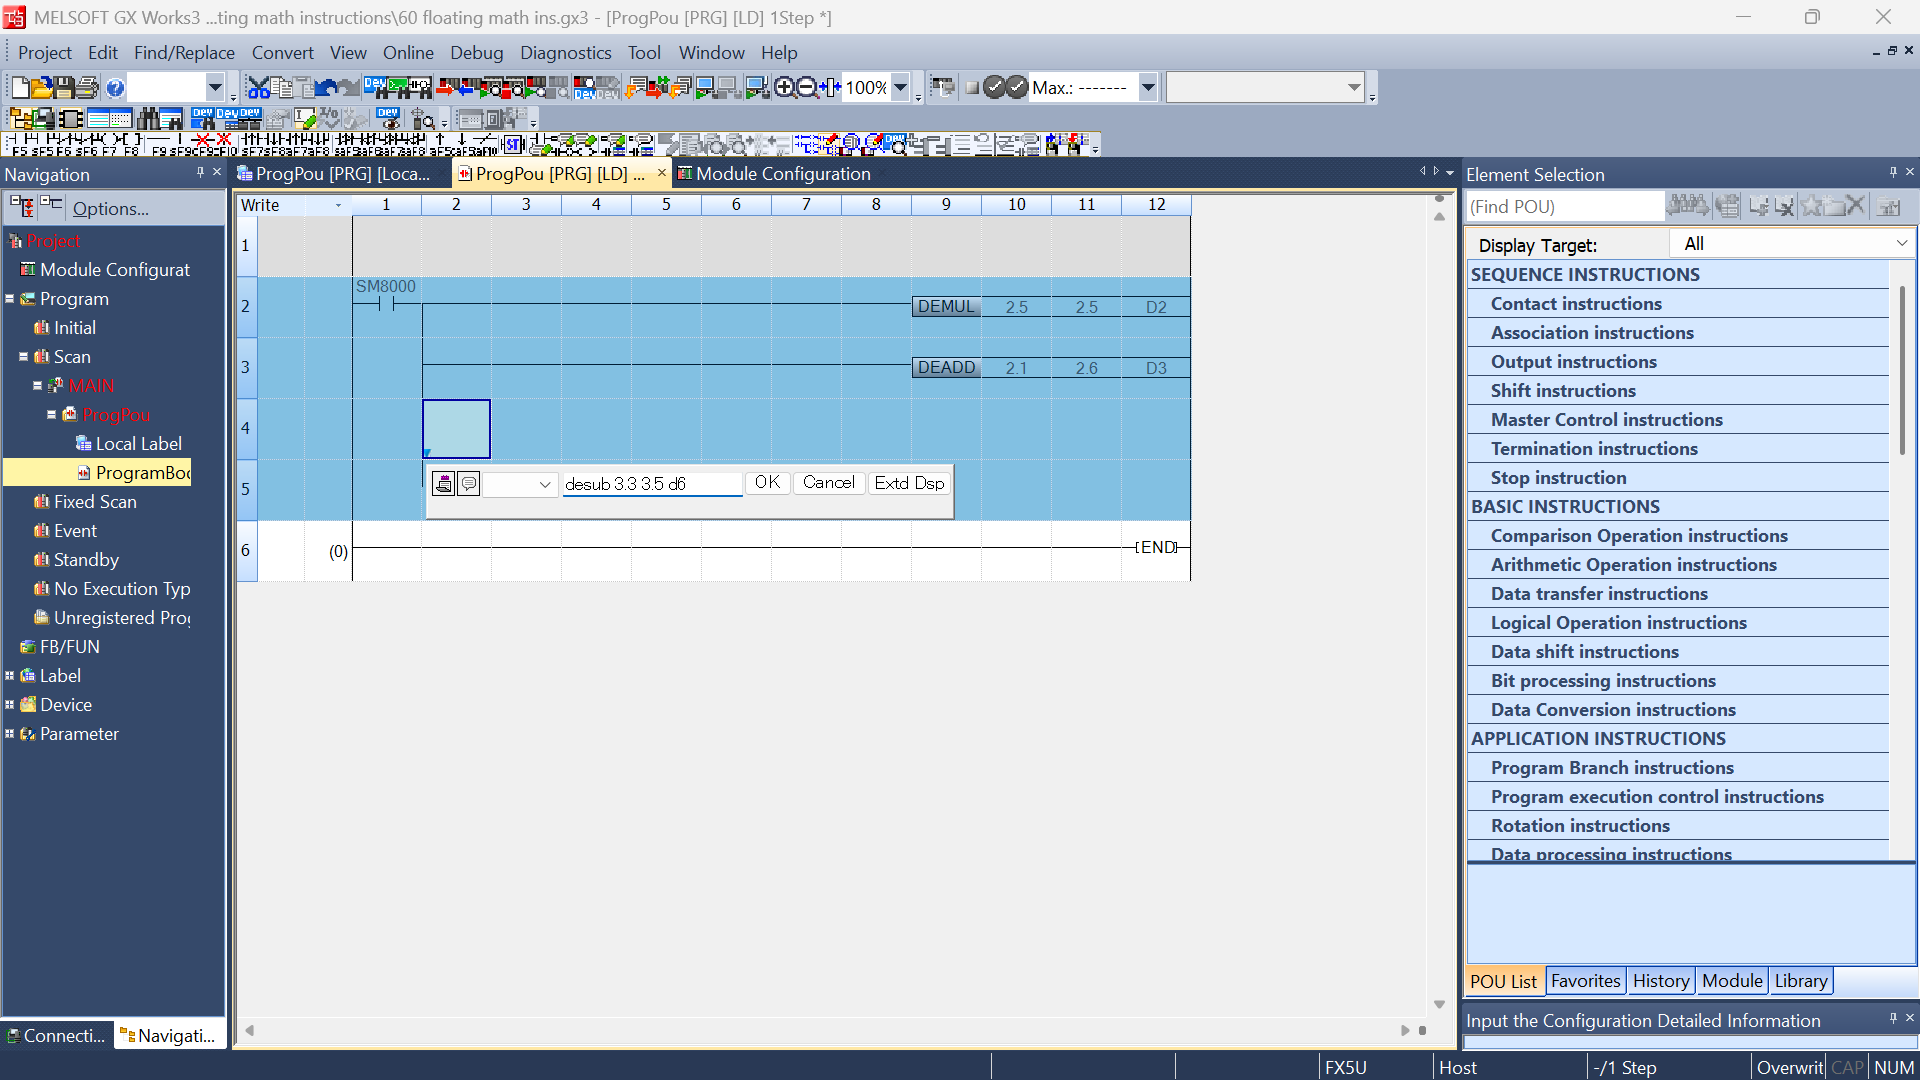 MELSOFT GX Works3 ...ting math instructions\60 floating math ins.gx3 - [ProgPou [PRG] [LD] 1Step *]
Project Edit Find/Replace Convert View Online Debug Diagnostics Tool Window Help
100% Max.: -------
Navigation
ProgPou [PRG] [Loca...
ProgPou [PRG] [LD] ...
Module Configuration
Element Selection
Options...
Project
Module Configurat
Program
Initial
Scan
MAIN
ProgPou
Local Label
ProgramBod
Fixed Scan
Event
Standby
No Execution Typ
Unregistered Prog
FB/FUN
Label
Device
Parameter
Connecti...
Navigati...
Write 1 2 3 4 5 6 7 8 9 10 11 12
1
SM8000
2 DEMUL 2.5 2.5 D2
3 DEADD 2.1 2.6 D3
4
5 desub 3.3 3.5 d6 OK Cancel Extd Dsp
6 (0) END
(Find POU)
Display Target: All
SEQUENCE INSTRUCTIONS
Contact instructions
Association instructions
Output instructions
Shift instructions
Master Control instructions
Termination instructions
Stop instruction
BASIC INSTRUCTIONS
Comparison Operation instructions
Arithmetic Operation instructions
Data transfer instructions
Logical Operation instructions
Data shift instructions
Bit processing instructions
Data Conversion instructions
APPLICATION INSTRUCTIONS
Program Branch instructions
Program execution control instructions
Rotation instructions
Data processing instructions
POU List Favorites History Module Library
Input the Configuration Detailed Information
FX5U Host -/1 Step Overwrit CAP NUM